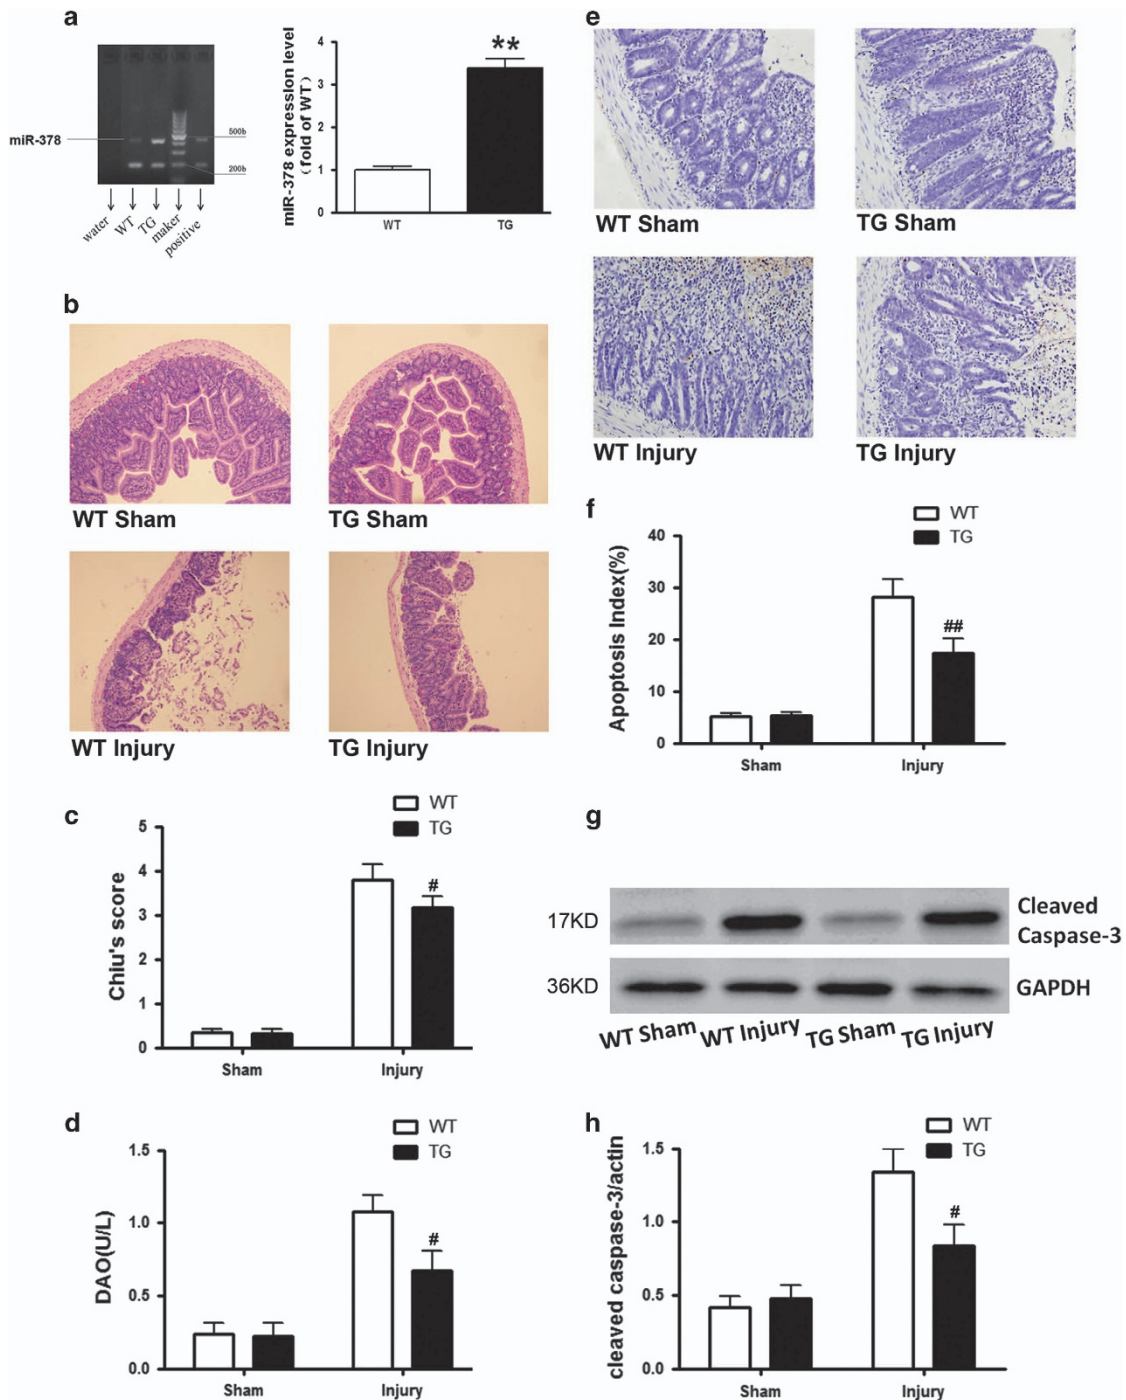 a
miR-378
500b
200b
water
WT
TG
maker
positive
miR-378 expression level
(fold of WT)
4
3
2
1
0
**
WT
TG
b
WT Sham
TG Sham
WT Injury
TG Injury
c
WT
TG
Chiu's score
5
4
3
2
1
0
#
Sham
Injury
d
WT
TG
DAO(U/L)
1.5
1.0
0.5
0.0
#
Sham
Injury
e
WT Sham
TG Sham
WT Injury
TG Injury
f
WT
TG
Apoptosis Index(%)
40
30
20
10
0
##
Sham
Injury
g
17KD
Cleaved
Caspase-3
36KD
GAPDH
WT Sham
WT Injury
TG Sham
TG Injury
h
WT
TG
cleaved caspase-3/actin
1.5
1.0
0.5
0.0
#
Sham
Injury